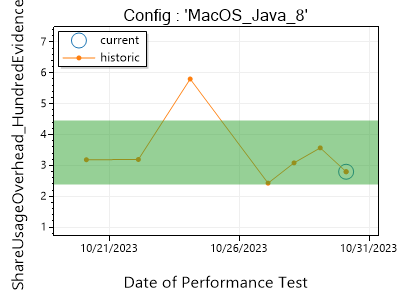 Config : 'MacOS_Java_8'
current
historic
7
6
5
4
3
2
1
ShareUsageOverhead_HundredEvidence
10/21/2023
10/26/2023
10/31/2023
Date of Performance Test